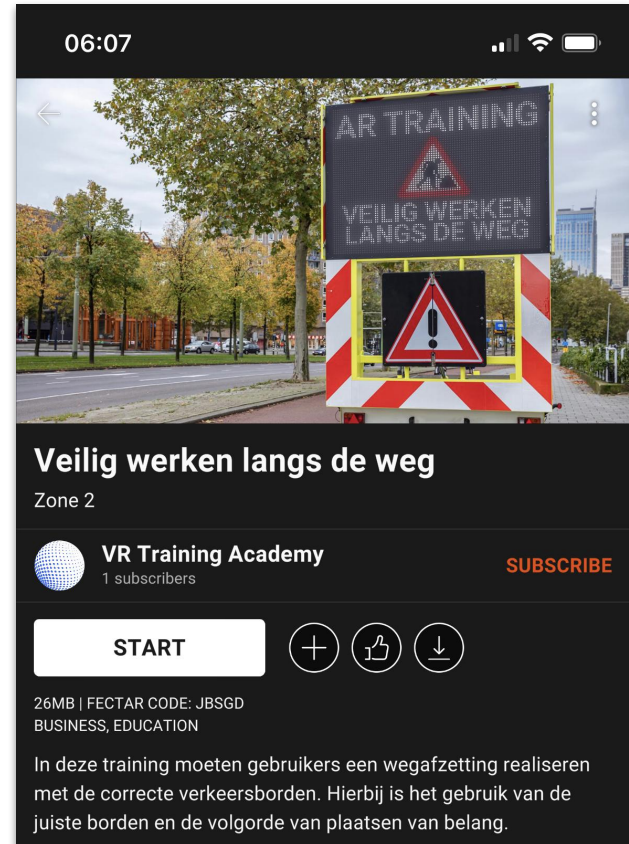 06:07
AR TRAINING
VEILIG WERKEN
LANGS DE WEG
Veilig werken langs de weg
Zone 2
VR Training Academy
1 subscribers
SUBSCRIBE
START
26MB | FECTAR CODE: JBSGD
BUSINESS, EDUCATION
In deze training moeten gebruikers een wegafzetting realiseren
met de correcte verkeersborden. Hierbij is het gebruik van de
juiste borden en de volgorde van plaatsen van belang.